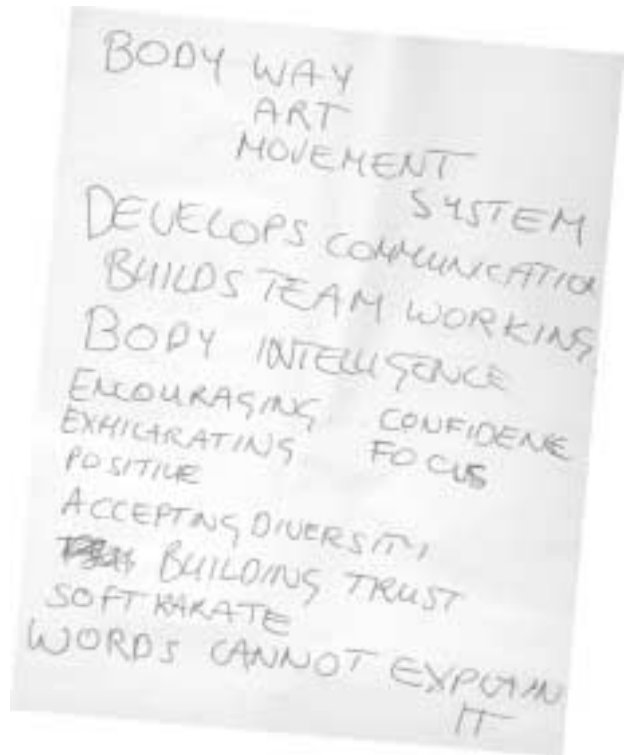 BODY WAY
ART
MOVEMENT
SYSTEM
DEVELOPS COMMUNICATION
BUILDS TEAM WORKING
BODY INTELLIGENCE
ENCOURAGING CONFIDENE
EXHILARATING FOCUS
POSITIVE
ACCEPTING DIVERSITY
BUILDING TRUST
SOFT KARATE
WORDS CANNOT EXPLAIN
IT